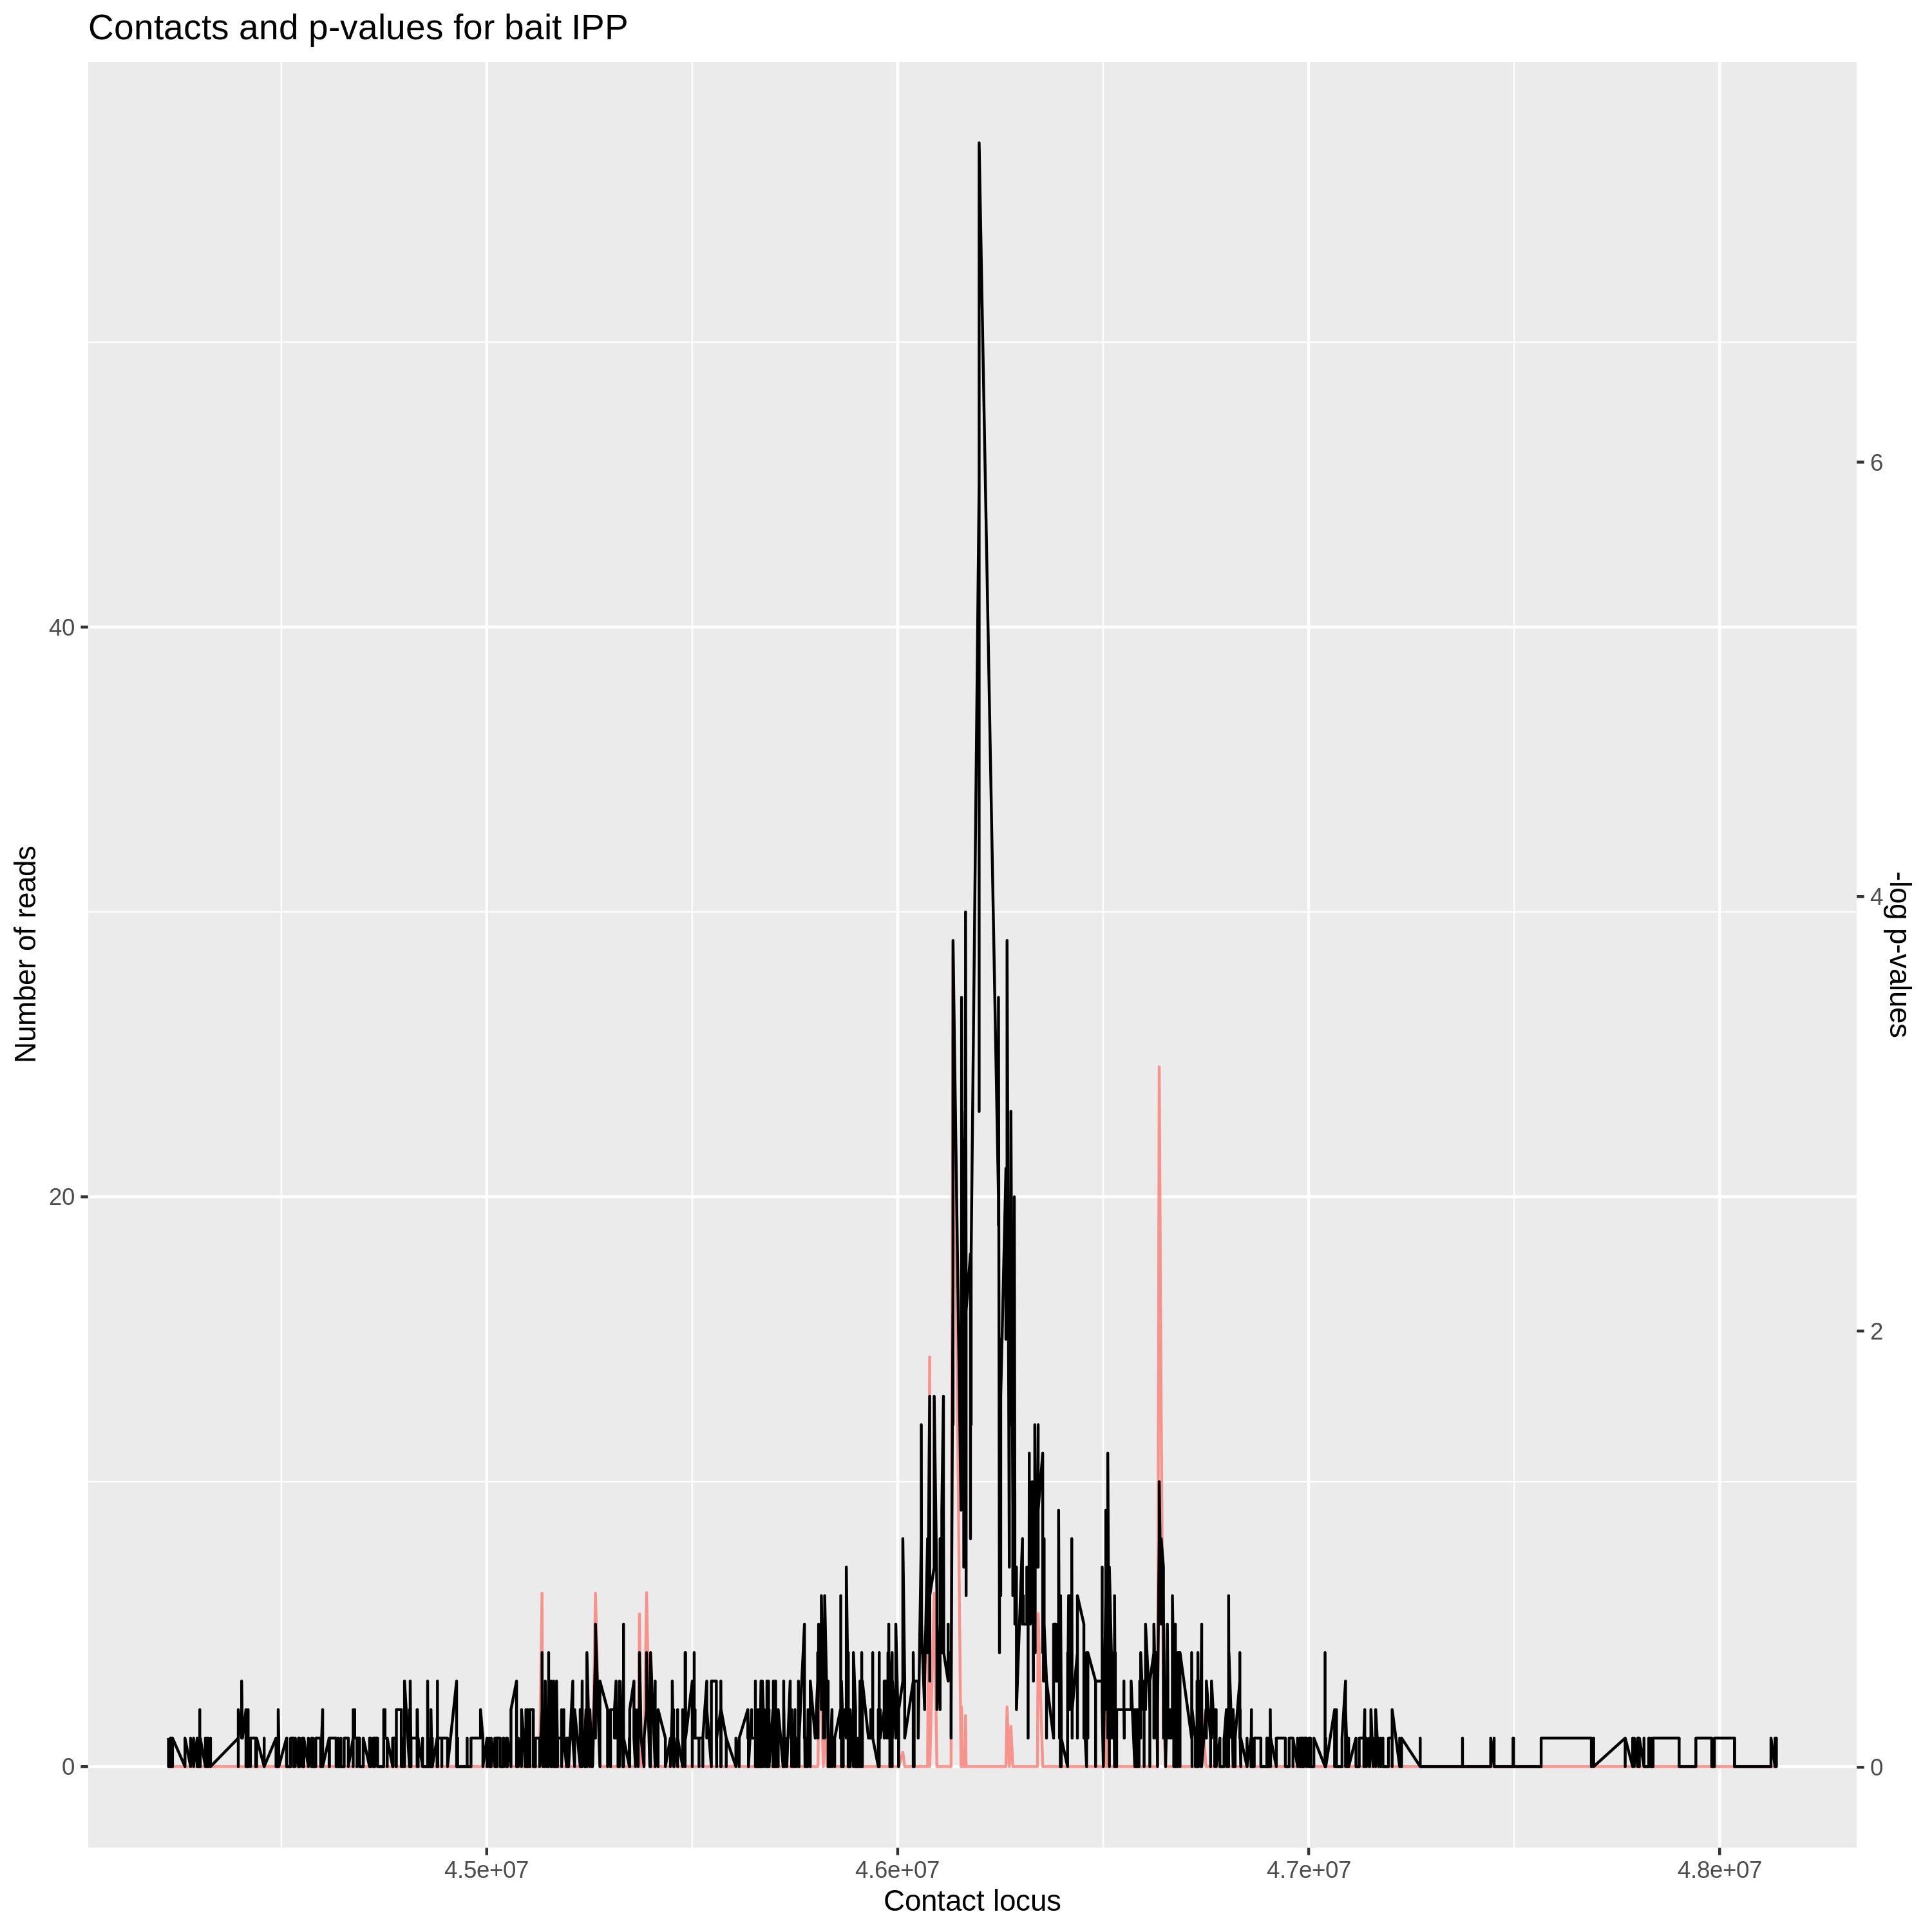 Contacts and p-values for bait IPP
Number of reads
40
20
0
6
4
2
0
-log p-values
4.5e+07
4.6e+07
4.7e+07
4.8e+07
Contact locus